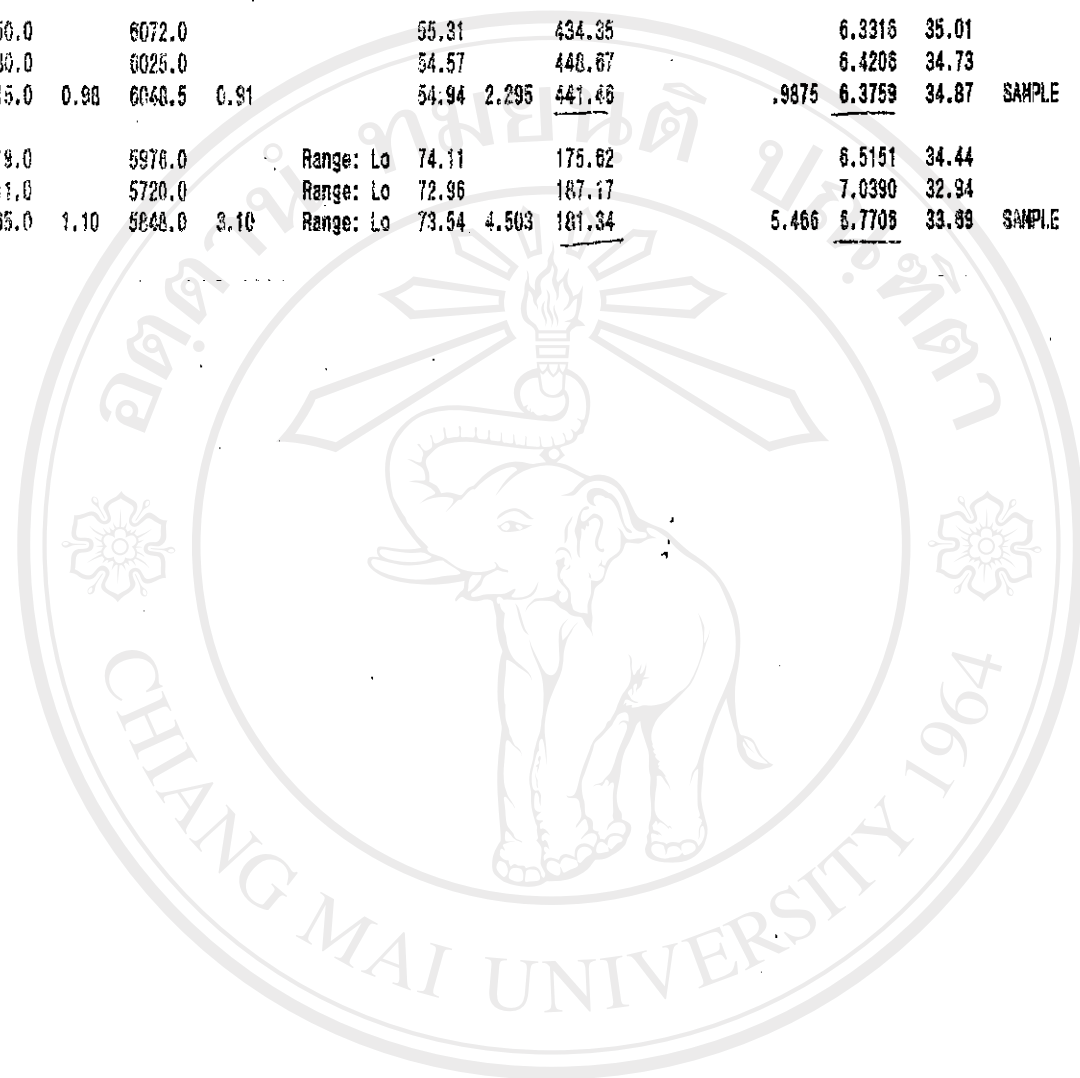 6072.0 55.31 434.35 6.3316 35.01
6025.0 54.57 448.67 6.4206 34.73
5.0 0.98 6048.5 0.91 54.94 2.295 441.46 .9875 6.3759 34.87 SAMPLE
5976.0 Range: Lo 74.11 175.62 6.5151 34.44
5720.0 Range: Lo 72.96 187.17 7.0390 32.94
1.10 5848.0 3.10 Range: Lo 73.54 4.503 181.34 5.466 6.7706 33.69 SAMPLE
CHIANG MAI UNIVERSITY 1964